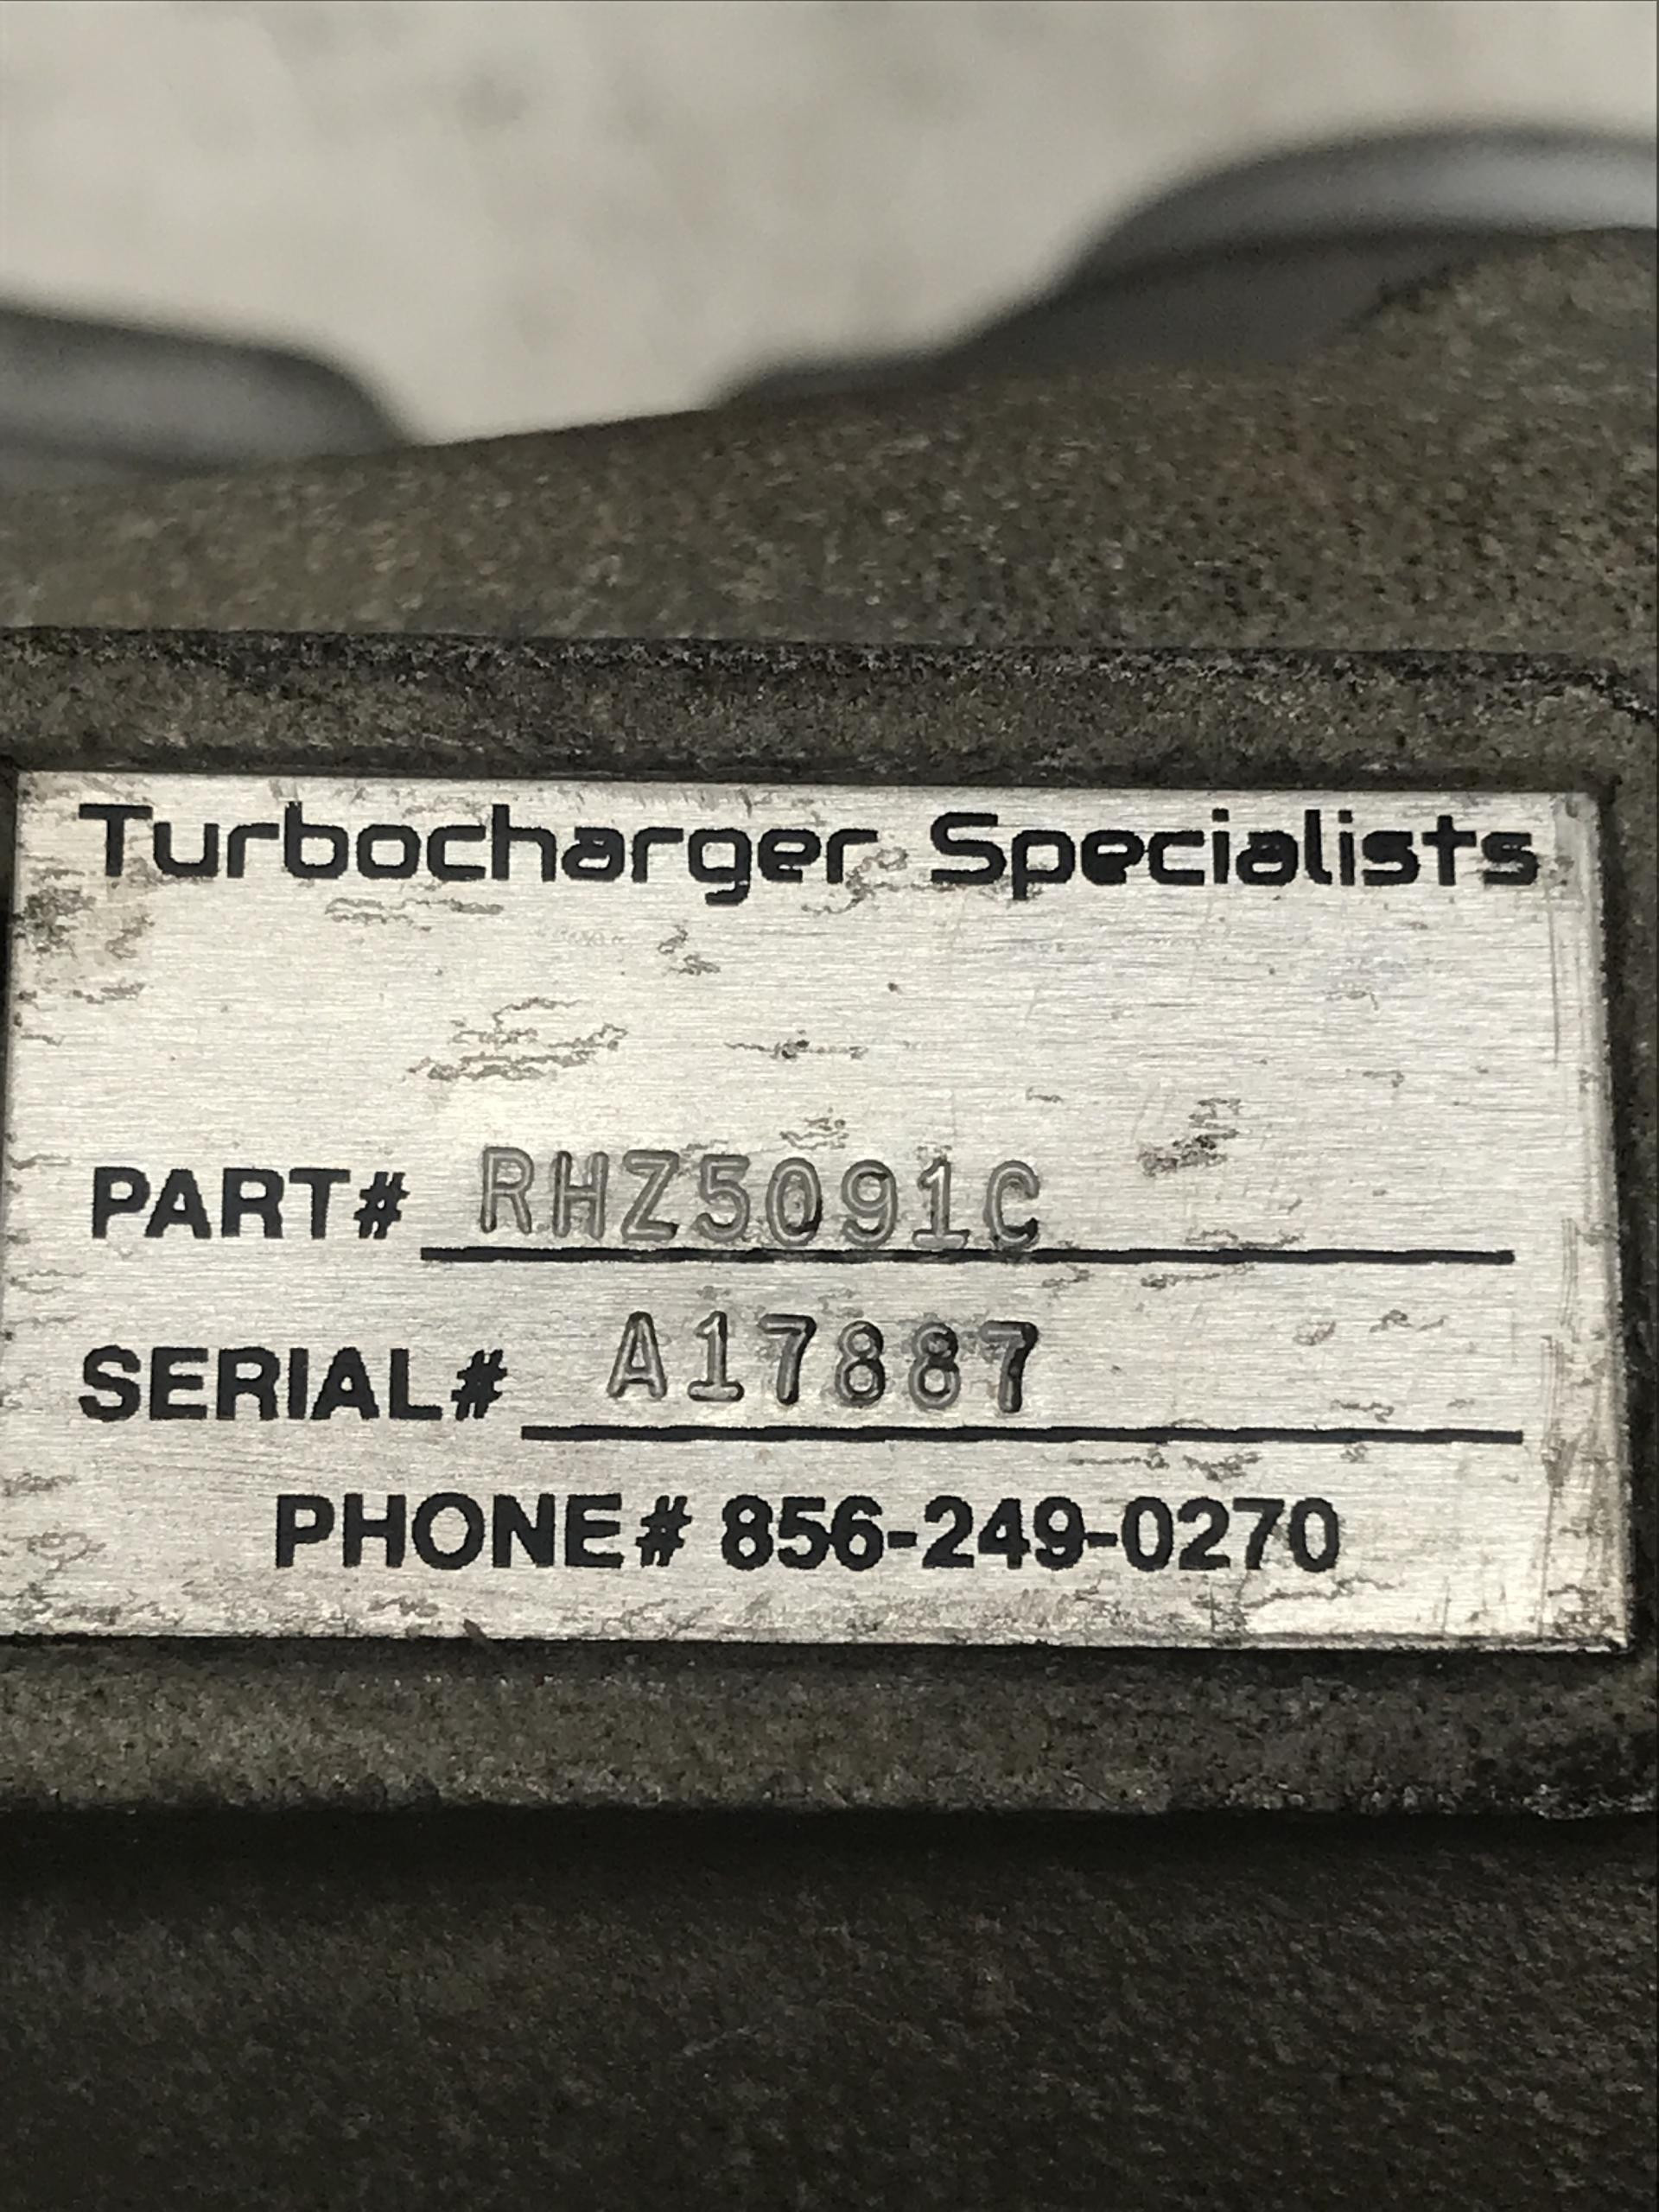 Turbocharger Specialists
PART# RHZ5091C
SERIAL# A17887
PHONE# 856-249-0270